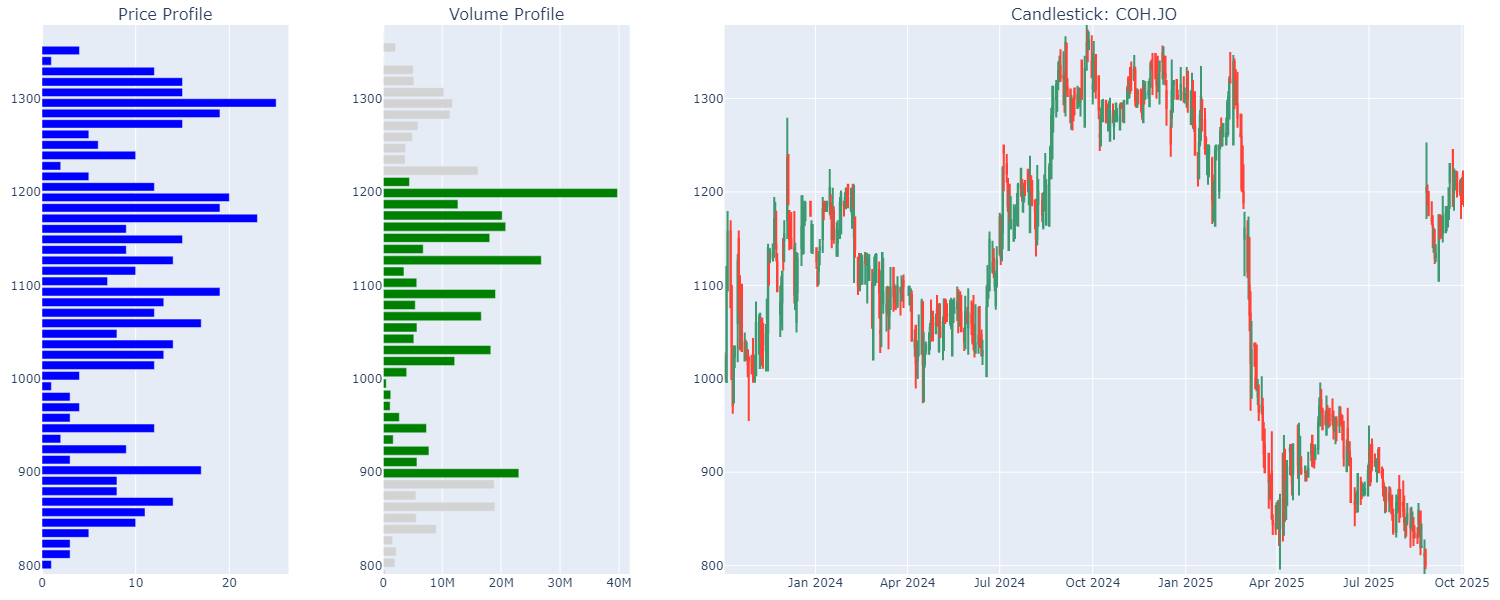 Price Profile
Volume Profile
Candlestick: COH.JO
1300
1200
1100
1000
900
800
0
10
20
1300
1200
1100
1000
900
800
0
10M
20M
30M
40M
1300
1200
1100
1000
900
800
Jan 2024
Apr 2024
Jul 2024
Oct 2024
Jan 2025
Apr 2025
Jul 2025
Oct 2025